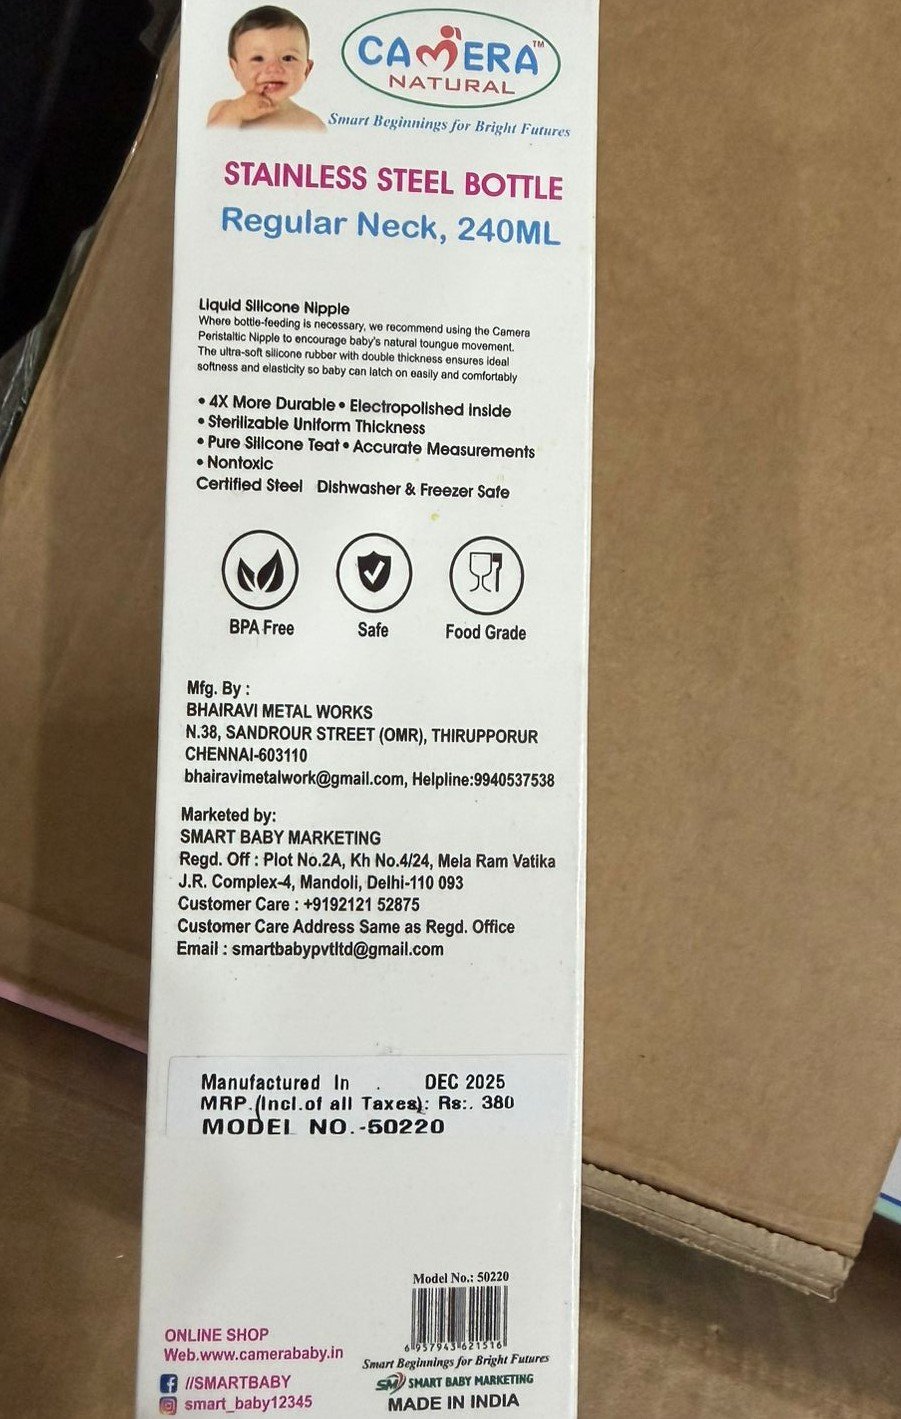 CAMERA™
NATURAL
Smart Beginnings for Bright Futures
STAINLESS STEEL BOTTLE
Regular Neck, 240ML
Liquid Silicone Nipple
Where bottle-feeding is necessary, we recommend using the Camera
Peristaltic Nipple to encourage baby's natural toungue movement.
The ultra-soft silicone rubber with double thickness ensures ideal
softness and elasticity so baby can latch on easily and comfortably
• 4X More Durable • Electropolished Inside
• Sterilizable Uniform Thickness
• Pure Silicone Teat • Accurate Measurements
• Nontoxic
Certified Steel Dishwasher & Freezer Safe
BPA Free Safe Food Grade
Mfg. By :
BHAIRAVI METAL WORKS
N.38, SANDROUR STREET (OMR), THIRUPPORUR
CHENNAI-603110
bhairavimetalwork@gmail.com, Helpline:9940537538
Marketed by:
SMART BABY MARKETING
Regd. Off : Plot No.2A, Kh No.4/24, Mela Ram Vatika
J.R. Complex-4, Mandoli, Delhi-110 093
Customer Care : +9192121 52875
Customer Care Address Same as Regd. Office
Email : smartbabypvtltd@gmail.com
Manufactured In . DEC 2025
MRP.(Incl.of all Taxes): Rs:. 380
MODEL NO.-50220
Model No.: 50220
6 957943 621516
ONLINE SHOP
Web.www.camerababy.in
//SMARTBABY
smart_baby12345
Smart Beginnings for Bright Futures
SM SMART BABY MARKETING
MADE IN INDIA